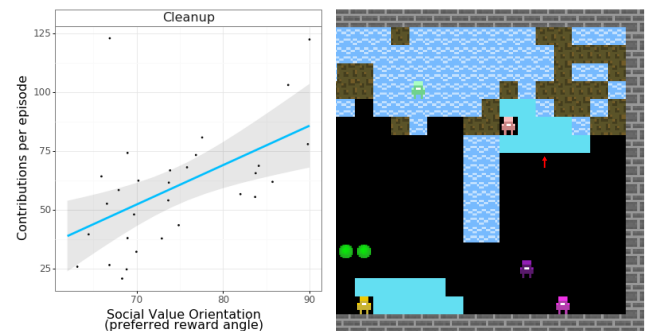 Cleanup
Contributions per episode
125
100
75
50
25
70
80
90
Social Value Orientation
(preferred reward angle)